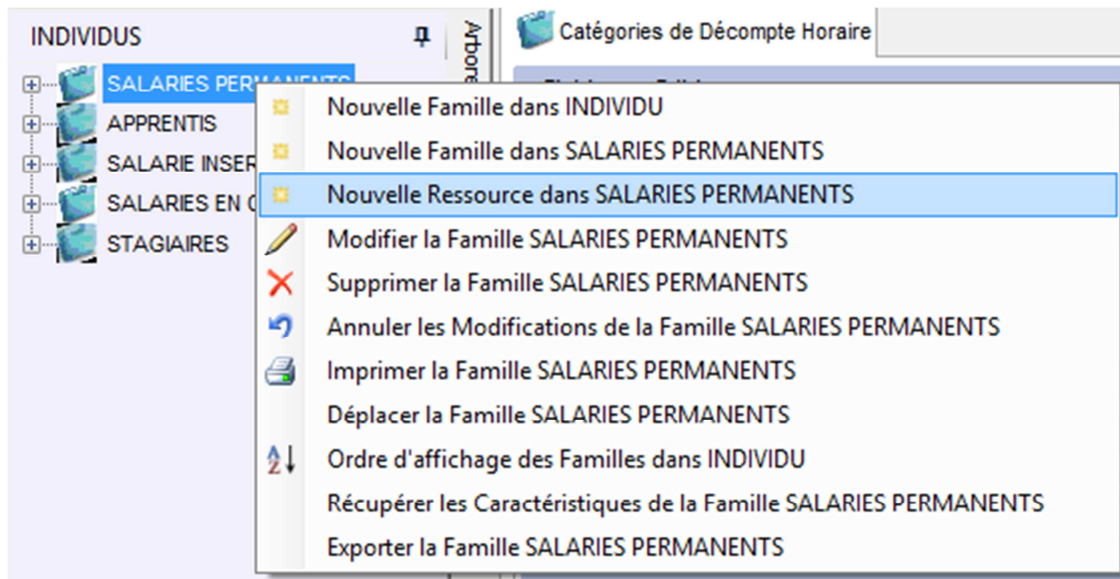 INDIVIDUS
Arbore
Catégories de Décompte Horaire
SALARIES PERMANENTS
APPRENTIS
SALARIE INSER
SALARIES EN
STAGIAIRES
Nouvelle Famille dans INDIVIDU
Nouvelle Famille dans SALARIES PERMANENTS
Nouvelle Ressource dans SALARIES PERMANENTS
Modifier la Famille SALARIES PERMANENTS
Supprimer la Famille SALARIES PERMANENTS
Annuler les Modifications de la Famille SALARIES PERMANENTS
Imprimer la Famille SALARIES PERMANENTS
Déplacer la Famille SALARIES PERMANENTS
Ordre d'affichage des Familles dans INDIVIDU
Récupérer les Caractéristiques de la Famille SALARIES PERMANENTS
Exporter la Famille SALARIES PERMANENTS